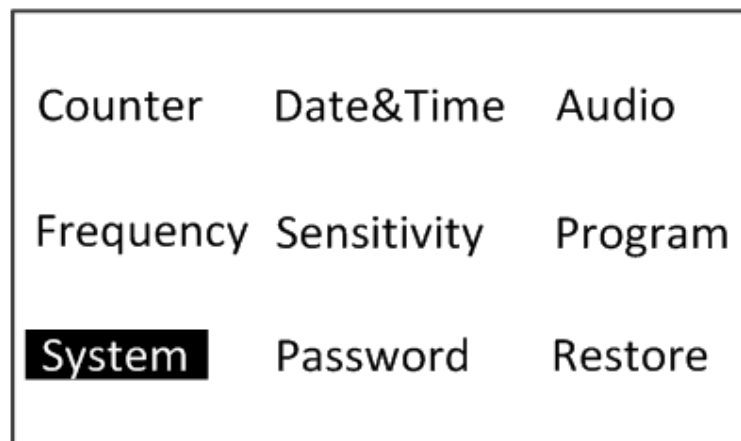 Counter Date&Time Audio
Frequency Sensitivity Program
System Password Restore